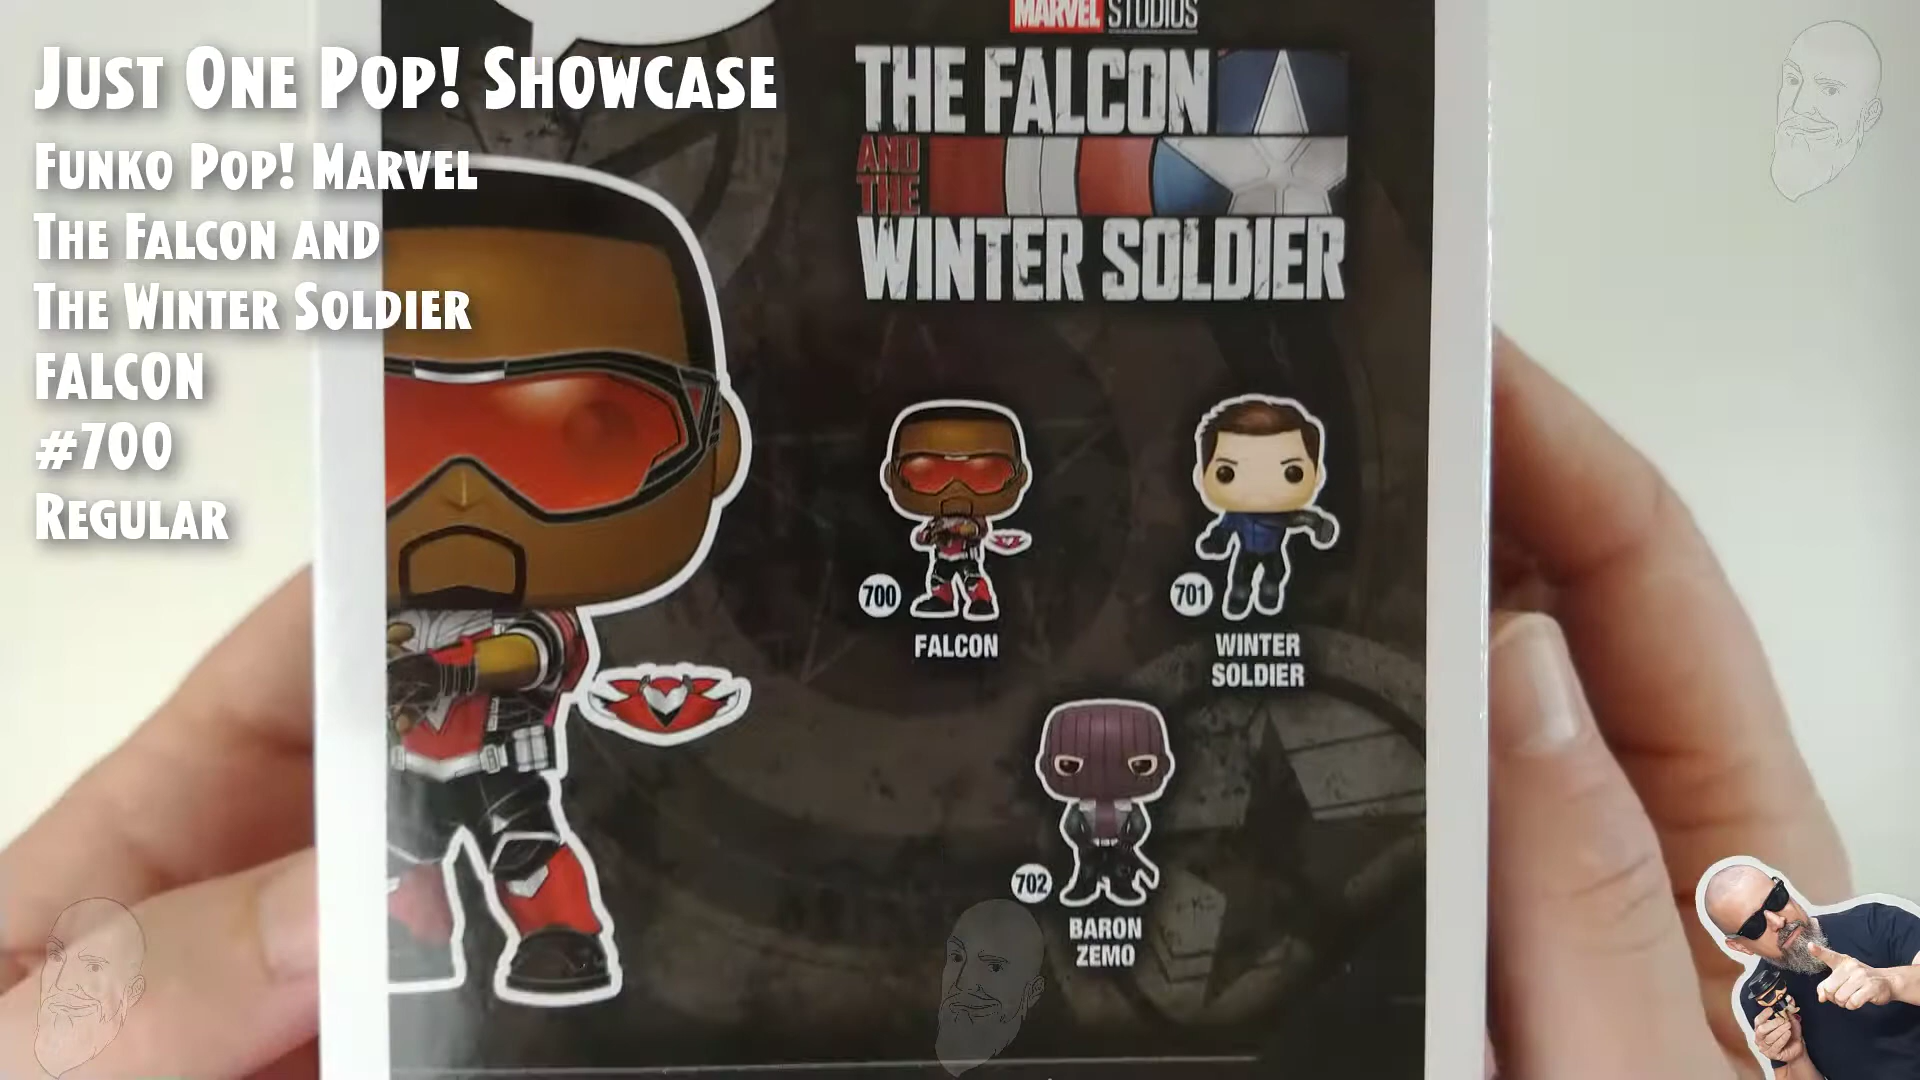 Just One Pop! Showcase
Funko Pop! Marvel
The Falcon and
The Winter Soldier
FALCON
#700
Regular
MARVEL STUDIOS
THE FALCON
AND
THE
WINTER SOLDIER
700
FALCON
701
WINTER
SOLDIER
702
BARON
ZEMO